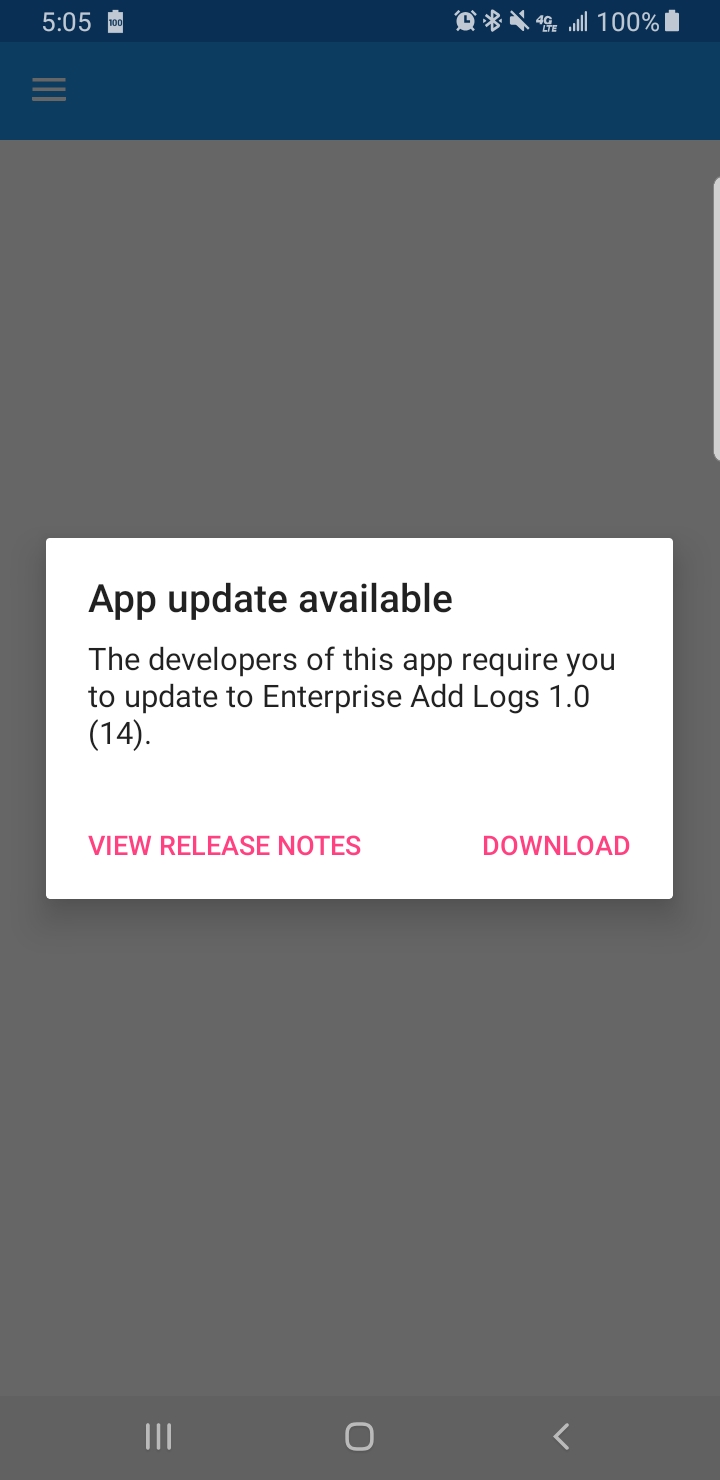 5:05 100 4G LTE 100%
App update available
The developers of this app require you
to update to Enterprise Add Logs 1.0
(14).
VIEW RELEASE NOTES DOWNLOAD